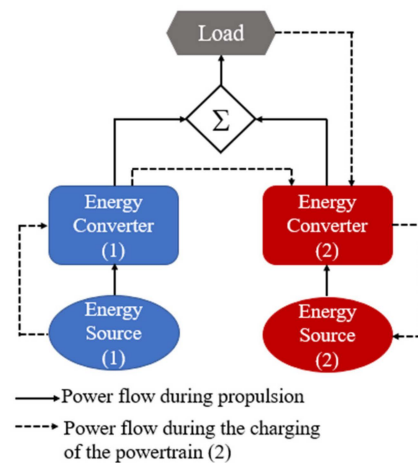 Load
Σ
Energy
Converter
(1)
Energy
Converter
(2)
Energy
Source
(1)
Energy
Source
(2)
Power flow during propulsion
Power flow during the charging
of the powertrain (2)